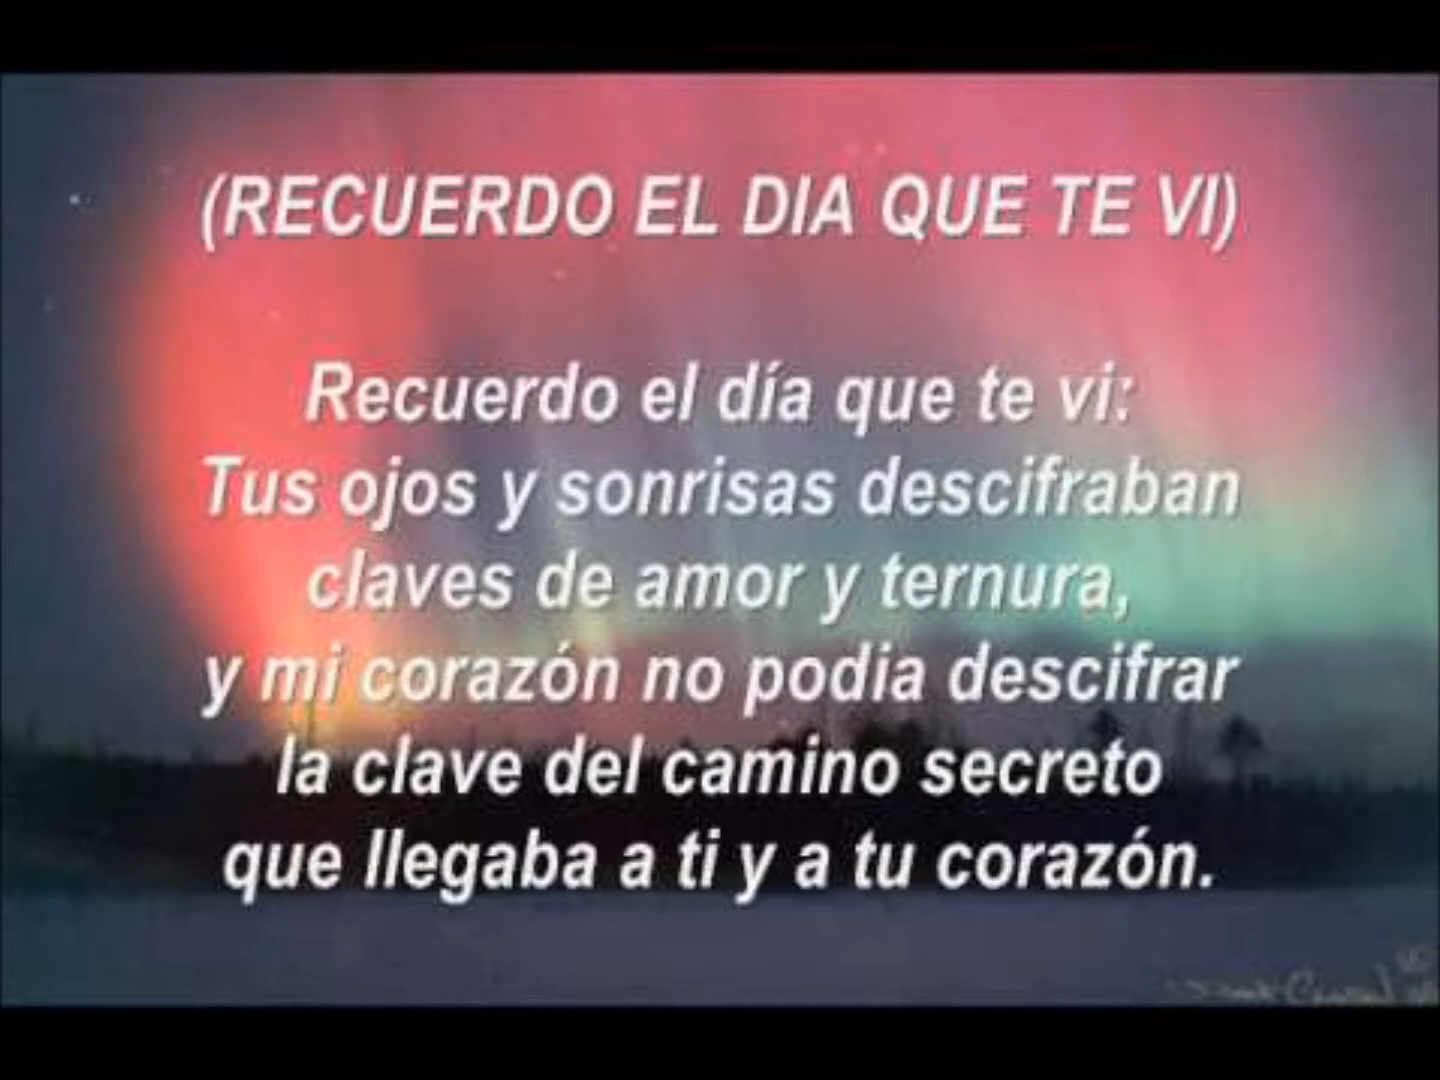 (RECUERDO EL DIA QUE TE VI)
Recuerdo el día que te vi:
Tus ojos y sonrisas descifraban
claves de amor y ternura,
y mi corazón no podia descifrar
la clave del camino secreto
que llegaba a ti y a tu corazón.